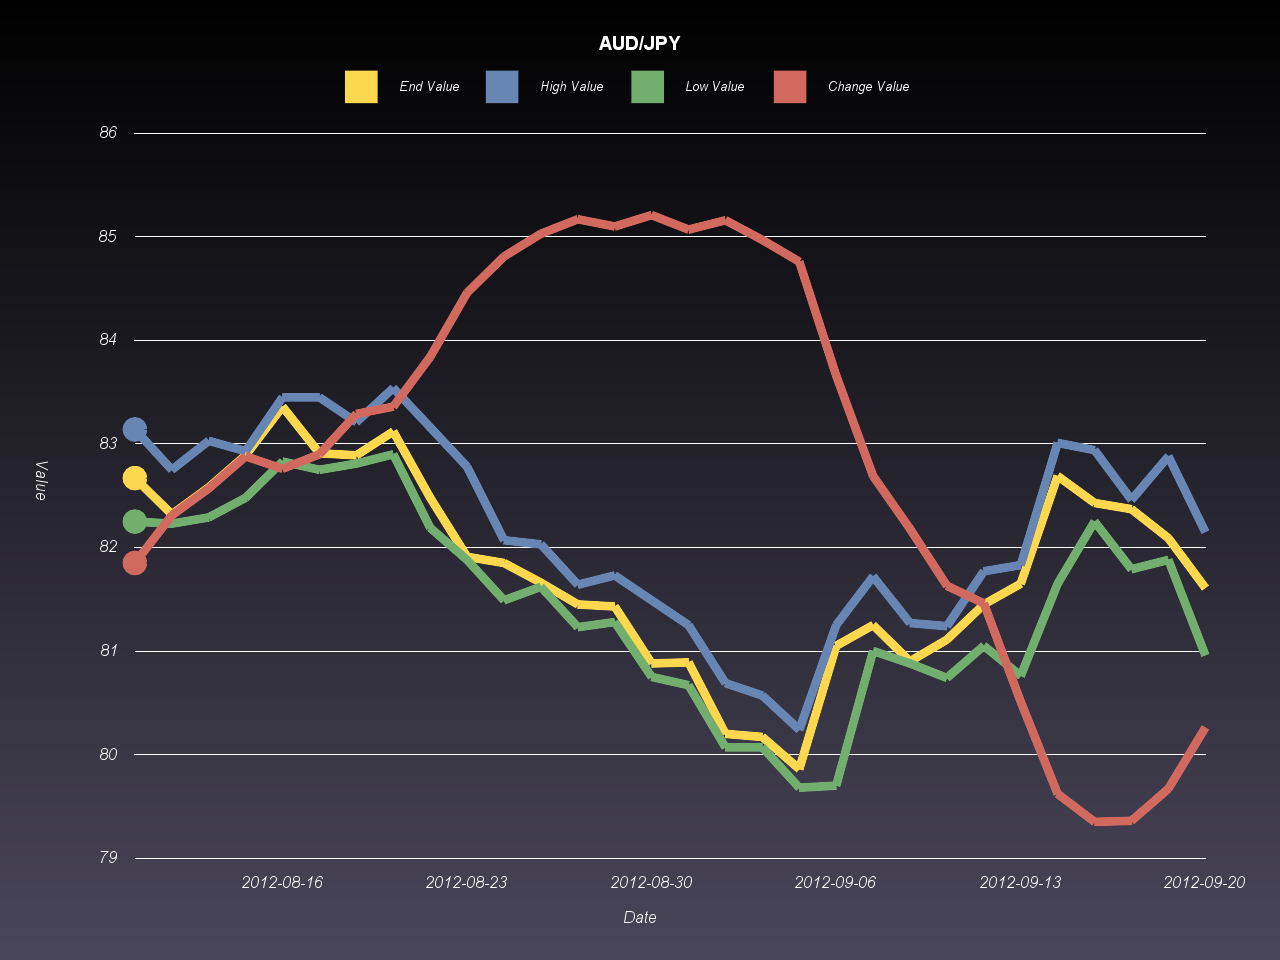 AUD/JPY
End Value High Value Low Value Change Value
86
85
84
83
82
81
80
79
Value
2012-08-16 2012-08-23 2012-08-30 2012-09-06 2012-09-13 2012-09-20
Date